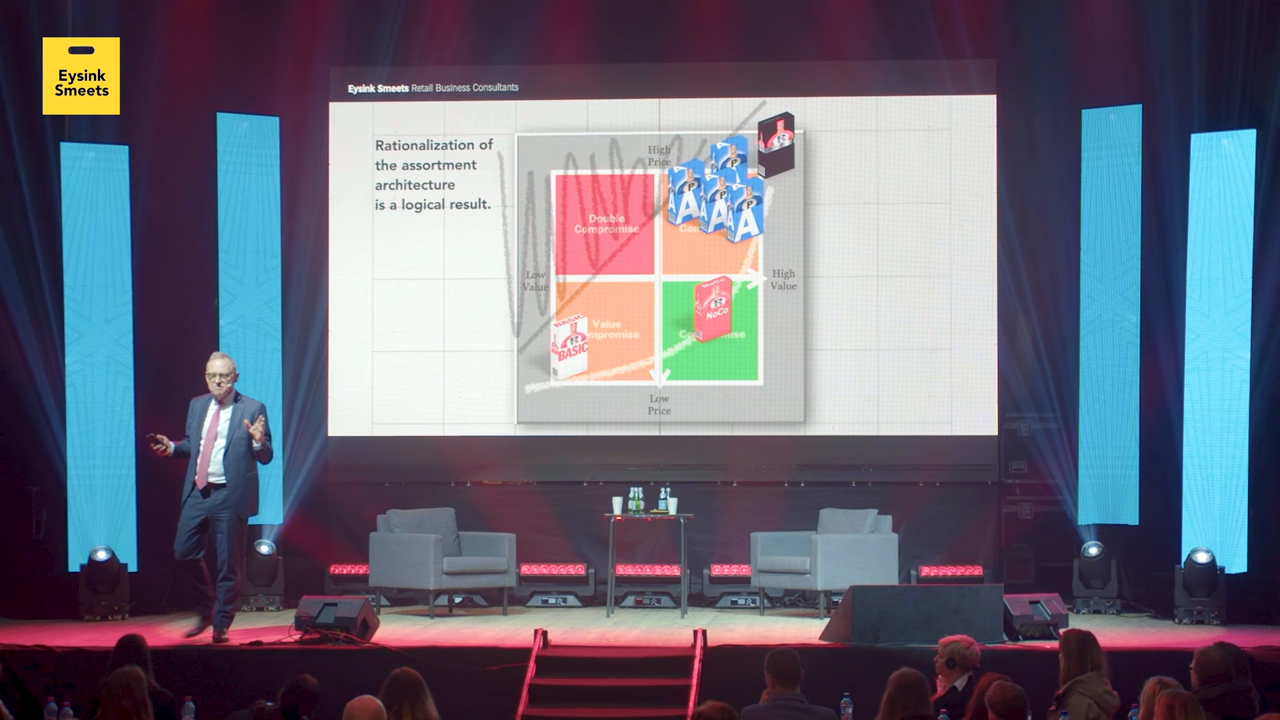 Eysink
Smeets
Eysink Smeets Retail Business Consultants
Rationalization of
the assortment
architecture
is a logical result.
High
Price
Double
Compromise
Low
Value
High
Value
Value
BASIC
BASIC
NoCo
R
P
P
A
A
A
Low
Price